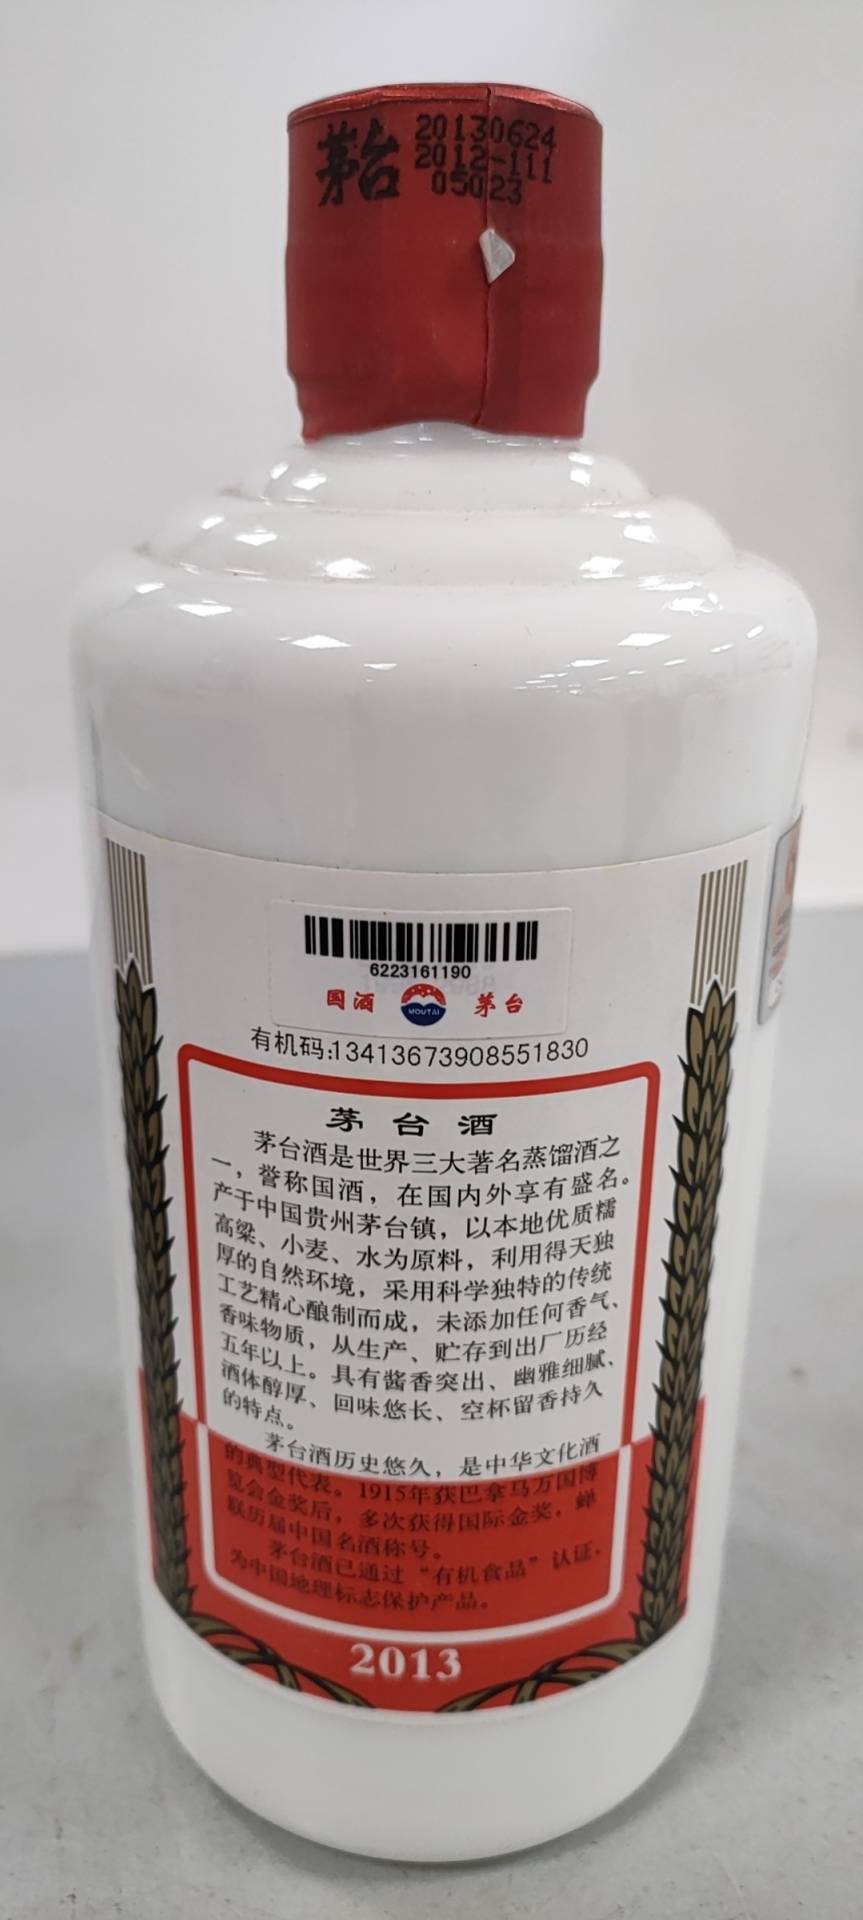 茅台
20130624
2012-111
05023
6223161190
国酒 MOUTAI 茅台
有机码:13413673908551830
茅台酒
茅台酒是世界三大著名蒸馏酒之
一，誉称国酒，在国内外享有盛名。
产于中国贵州茅台镇，以本地优质糯
高粱、小麦、水为原料，利用得天独
厚的自然环境，采用科学独特的传统
工艺精心酿制而成，未添加任何香气、
香味物质，从生产、贮存到出厂历经
五年以上。具有酱香突出、幽雅细腻、
酒体醇厚、回味悠长、空杯留香持久
的特点。
茅台酒历史悠久，是中华文化酒
的典型代表。1915年获巴拿马万国博
览会金奖后，多次获得国际金奖，蝉
联历届中国名酒称号。
茅台酒已通过“有机食品”认证，
为中国地理标志保护产品。
2013